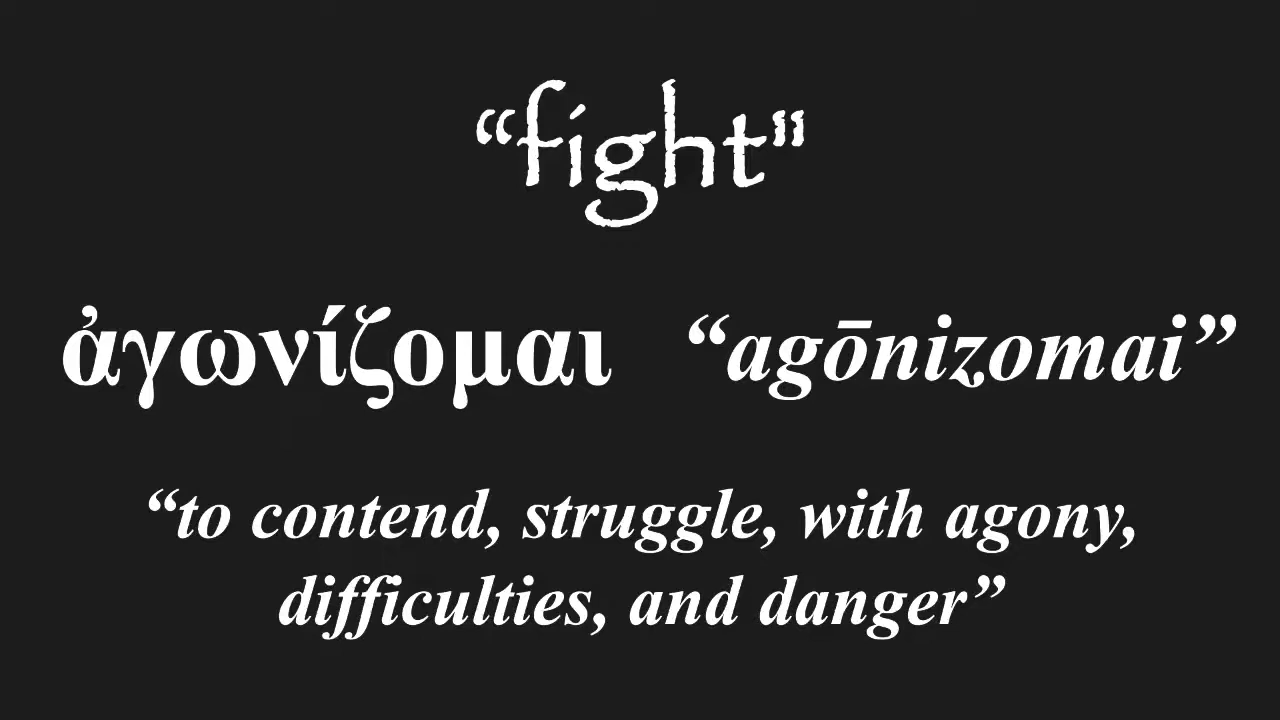 “fight"
ἀγωνίζομαι “agōnizomai”
“to contend, struggle, with agony,
difficulties, and danger”